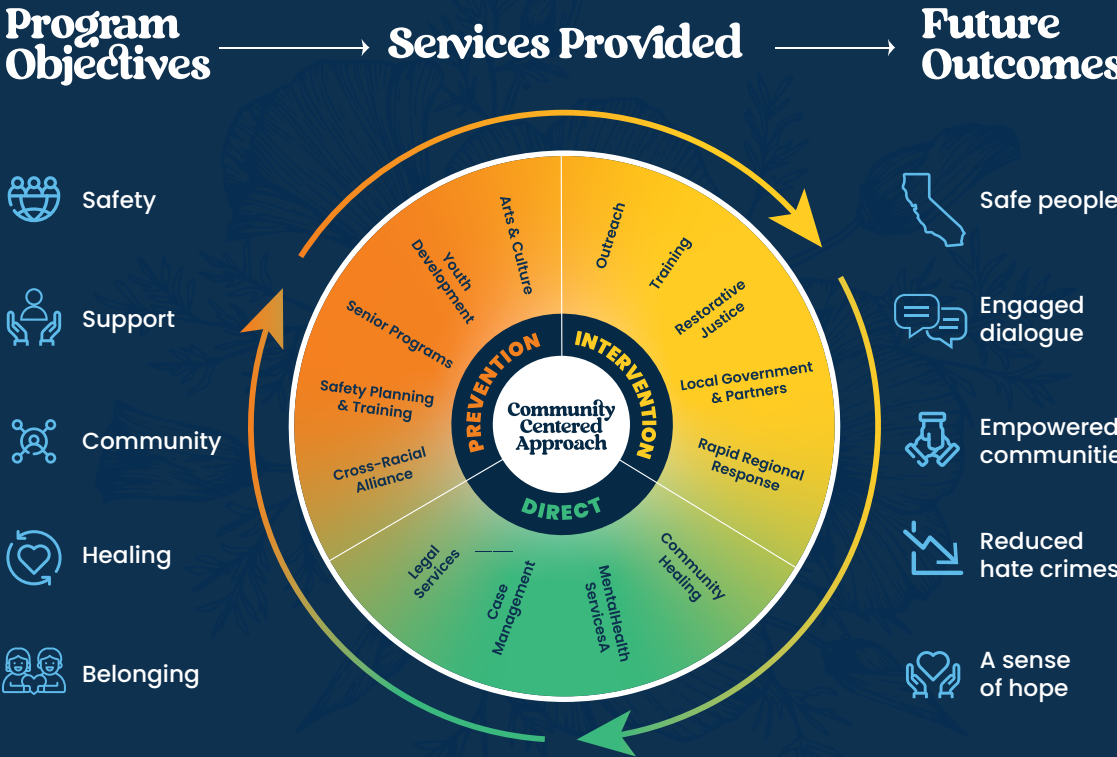 Program
Objectives
Services Provided
Future
Outcomes
Safety
Support
Community
Healing
Belonging
Arts & Culture
Youth
Development
Senior Programs
Safety Planning
& Training
Cross-Racial
Alliance
PREVENTION
Outreach
Training
Restorative
Justice
Local Government
& Partners
Rapid Regional
Response
INTERVENTION
Community
Centered
Approach
DIRECT
Legal
Services
Case
Management
MentalHealth
ServicesA
Community
Healing
Safe people
Engaged
dialogue
Empowered
communitie
Reduced
hate crimes
A sense
of hope